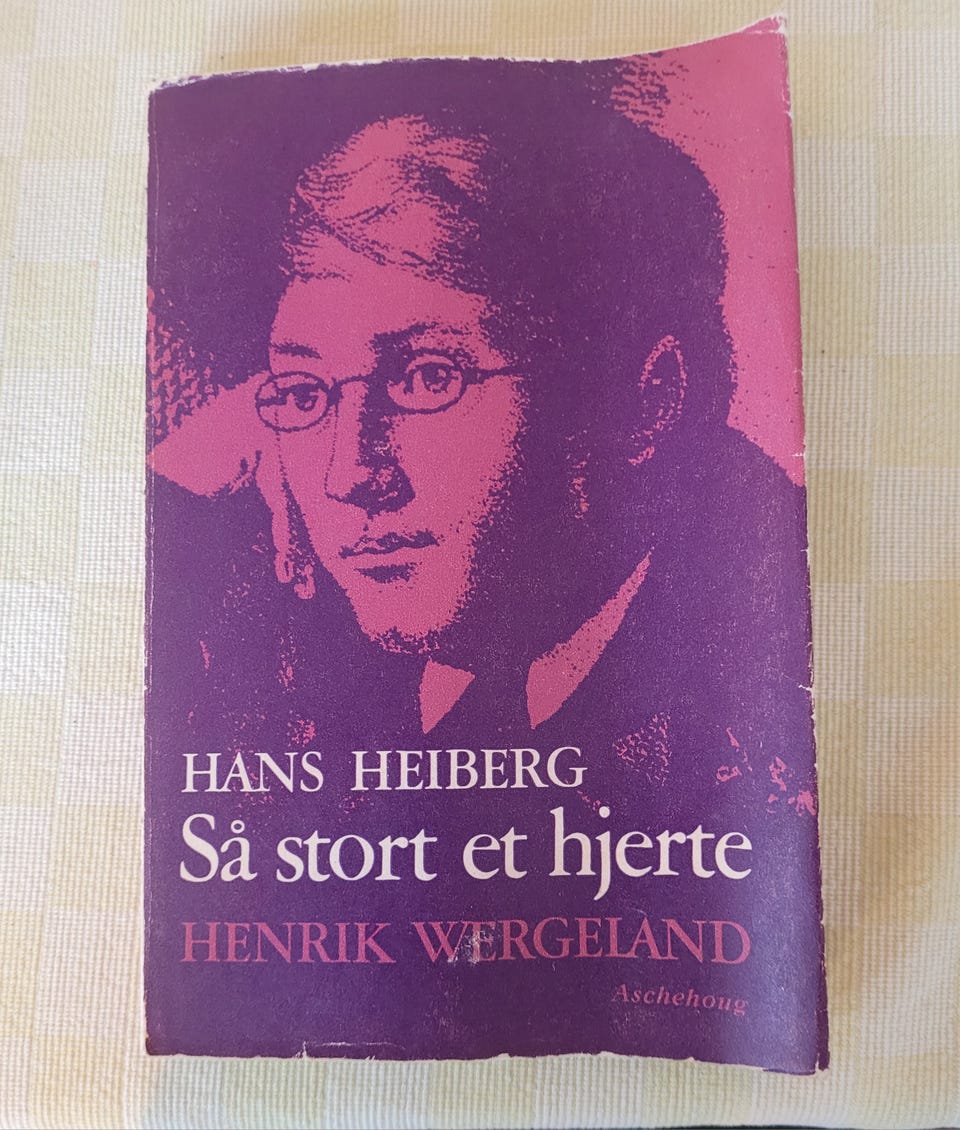 HANS HEIBERG
Så stort et hjerte
HENRIK WERGELAND
Aschehoug